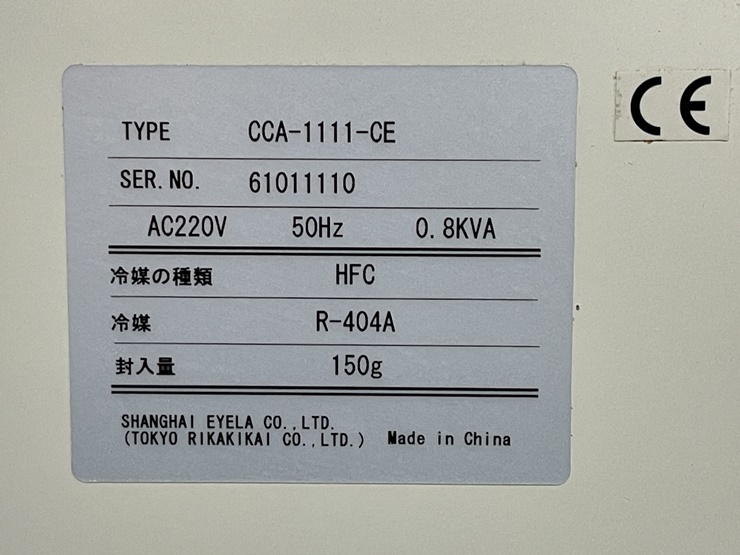 TYPE CCA-1111-CE
CE
SER.NO. 61011110
AC220V 50Hz 0.8KVA
冷媒の種類 HFC
冷媒 R-404A
封入量 150g
SHANGHAI EYELA CO.,LTD.
(TOKYO RIKAKIKAI CO.,LTD.) Made in China